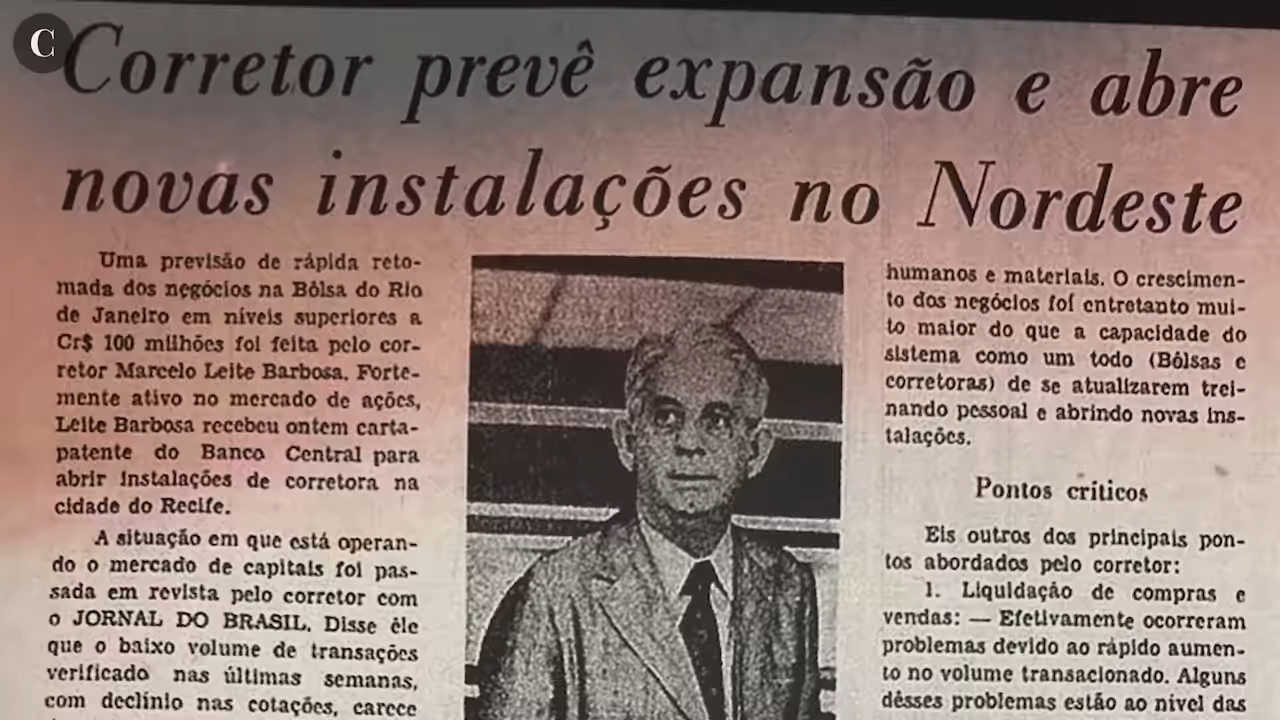 C
Corretor prevê expansão e abre
novas instalações no Nordeste
Uma previsão de rápida reto-
mada dos negócios na Bôlsa do Rio
de Janeiro em níveis superiores a
Cr$ 100 milhões foi feita pelo cor-
retor Marcelo Leite Barbosa. Forte-
mente ativo no mercado de ações,
Leite Barbosa recebeu ontem carta-
patente do Banco Central para
abrir instalações de corretora na
cidade do Recife.
A situação em que está operan-
do o mercado de capitais foi pas-
sada em revista pelo corretor com
o JORNAL DO BRASIL. Disse êle
que o baixo volume de transações
verificado nas últimas semanas,
com declínio nas cotações, carece
humanos e materiais. O crescimen-
to dos negócios foi entretanto mui-
to maior do que a capacidade do
sistema como um todo (Bôlsas e
corretoras) de se atualizarem trei-
nando pessoal e abrindo novas ins-
talações.
Pontos críticos
Eis outros dos principais pon-
tos abordados pelo corretor:
1. Liquidação de compras e
vendas: — Efetivamente ocorreram
problemas devido ao rápido aumen-
to no volume transacionado. Alguns
dêsses problemas estão ao nível das